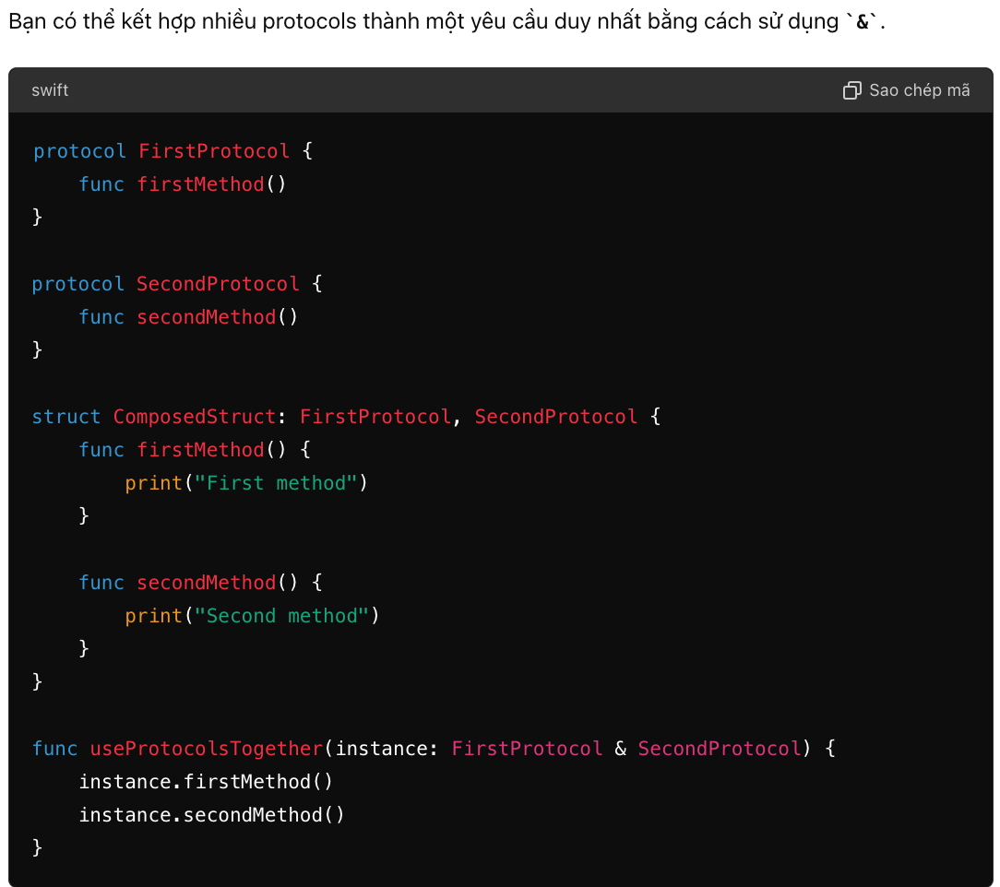 Bạn có thể kết hợp nhiều protocols thành một yêu cầu duy nhất bằng cách sử dụng `&`.
swift
Sao chép mã
protocol FirstProtocol {
    func firstMethod()
}

protocol SecondProtocol {
    func secondMethod()
}

struct ComposedStruct: FirstProtocol, SecondProtocol {
    func firstMethod() {
        print("First method")
    }

    func secondMethod() {
        print("Second method")
    }
}

func useProtocolsTogether(instance: FirstProtocol & SecondProtocol) {
    instance.firstMethod()
    instance.secondMethod()
}